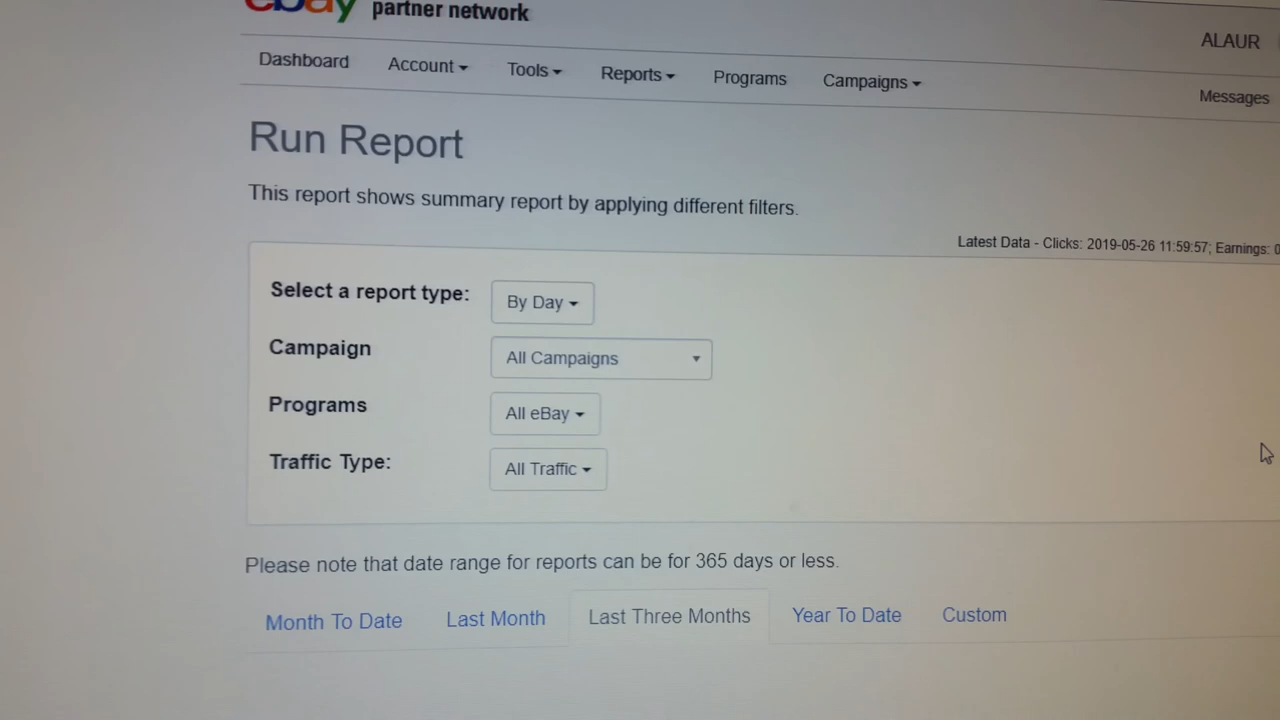 ebay partner network
ALAUR
Dashboard Account Tools Reports Programs Campaigns
Messages
Run Report
This report shows summary report by applying different filters.
Latest Data - Clicks: 2019-05-26 11:59:57; Earnings:
Select a report type: By Day
Campaign All Campaigns
Programs All eBay
Traffic Type: All Traffic
Please note that date range for reports can be for 365 days or less.
Month To Date Last Month Last Three Months Year To Date Custom